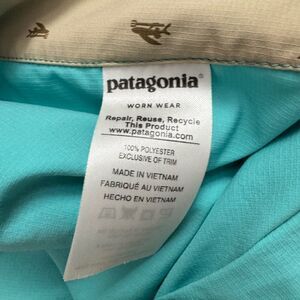 patagonia®
WORN WEAR
Repair, Reuse, Recycle
This Product
www.patagonia.com
100% POLYESTER
EXCLUSIVE OF TRIM
MADE IN VIETNAM
FABRIQUÉ AU VIETNAM
HECHO EN VIETNAM